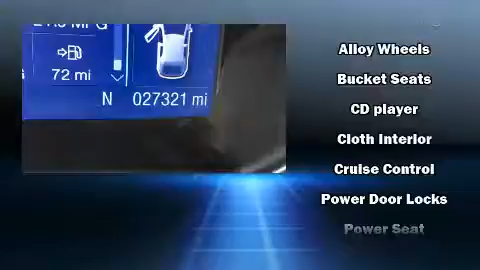 72 mi
N 027321 mi
Alloy Wheels
Bucket Seats
CD player
Cloth Interior
Cruise Control
Power Door Locks
Power Seat